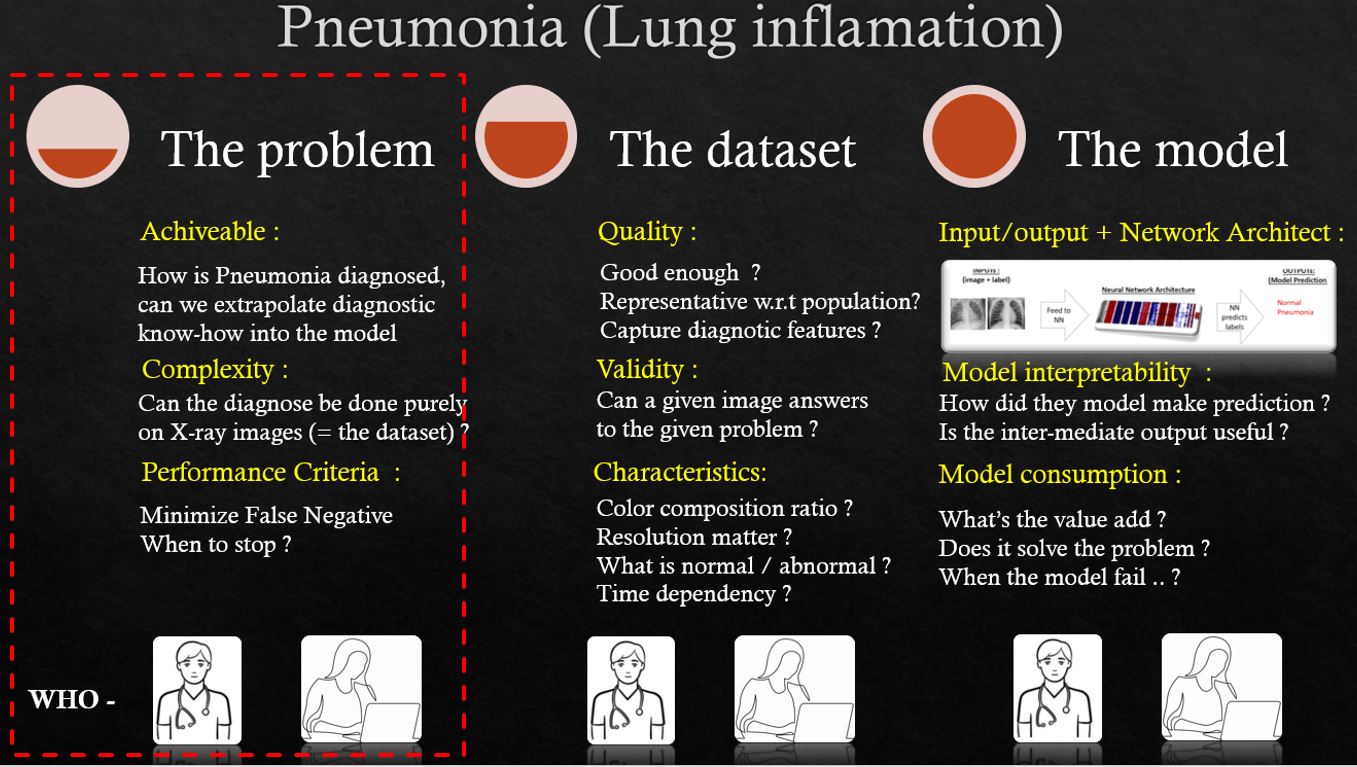 Pneumonia (Lung inflamation)
The problem
Achiveable :
How is Pneumonia diagnosed,
can we extrapolate diagnostic
know-how into the model
Complexity :
Can the diagnose be done purely
on X-ray images (= the dataset) ?
Performance Criteria :
Minimize False Negative
When to stop ?
The dataset
Quality :
Good enough ?
Representative w.r.t population?
Capture diagnotic features ?
Validity :
Can a given image answers
to the given problem ?
Characteristics:
Color composition ratio ?
Resolution matter ?
What is normal / abnormal ?
Time dependency ?
The model
Input/output + Network Architect :
INPUTS :
(image + label)
Feed to
NN
Neural Network Architecture
NN
predicts
labels
OUTPUTS:
(Model Prediction
Normal
Pneumonia
Model interpretability :
How did they model make prediction ?
Is the inter-mediate output useful ?
Model consumption :
What's the value add ?
Does it solve the problem ?
When the model fail .. ?
WHO -